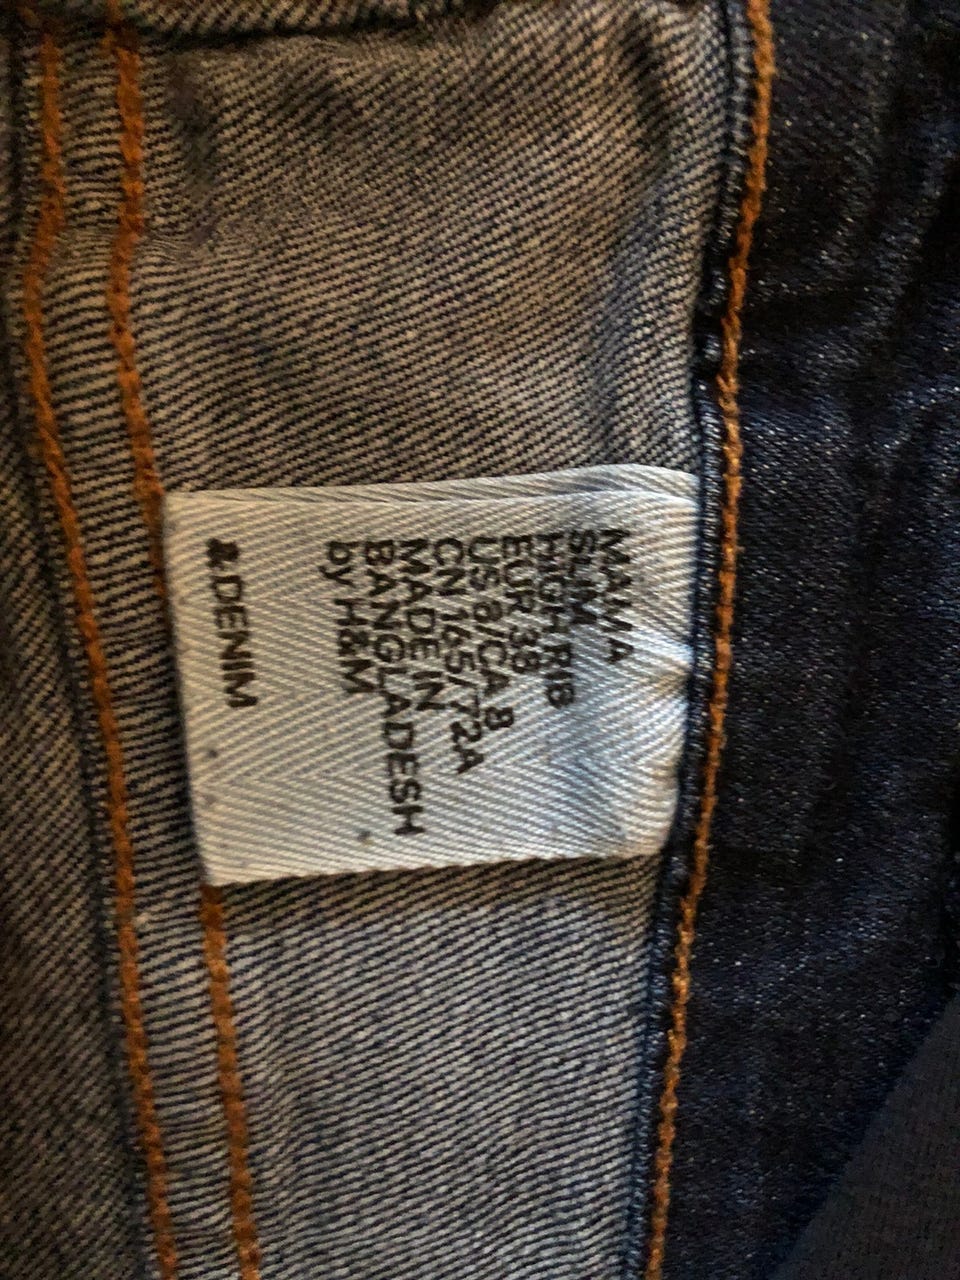 MAMA
SLIM
HIGH RIB
EUR 38
US 8/CA 8
CN 165/72A
MADE IN
BANGLADESH
by H&M
&DENIM